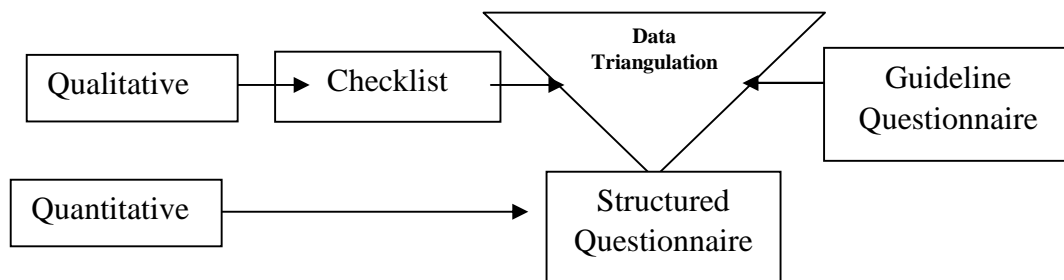 Data
Triangulation
Qualitative
Checklist
Guideline
Questionnaire
Quantitative
Structured
Questionnaire